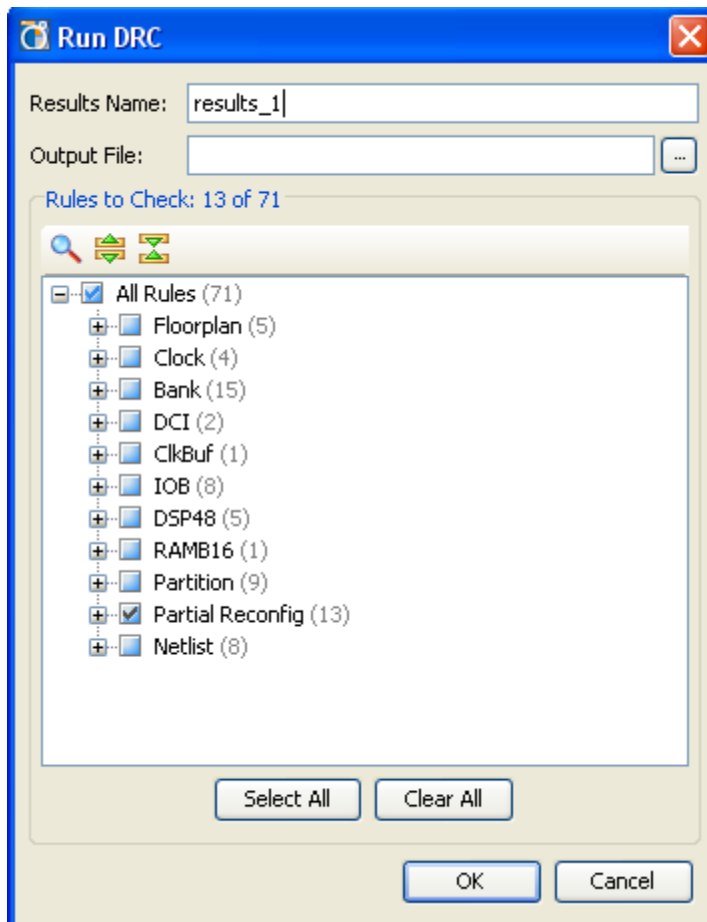 Run DRC
Results Name: results_1
Output File: ...
Rules to Check: 13 of 71
All Rules (71)
Floorplan (5)
Clock (4)
Bank (15)
DCI (2)
ClkBuf (1)
IOB (8)
DSP48 (5)
RAMB16 (1)
Partition (9)
Partial Reconfig (13)
Netlist (8)
Select All Clear All
OK Cancel